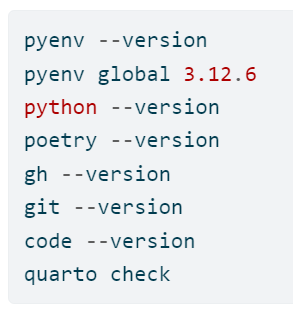 pyenv --version
pyenv global 3.12.6
python --version
poetry --version
gh --version
git --version
code --version
quarto check